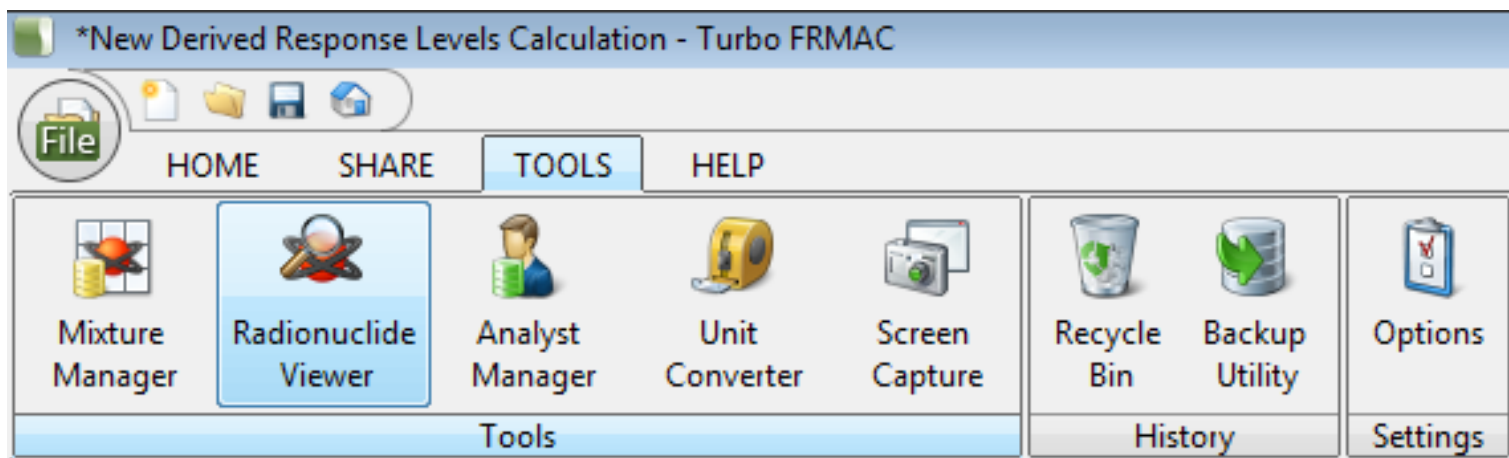 *New Derived Response Levels Calculation - Turbo FRMAC
File
HOME SHARE TOOLS HELP
Mixture Manager
Radionuclide Viewer
Analyst Manager
Unit Converter
Screen Capture
Recycle Bin
Backup Utility
Options
Tools
History
Settings